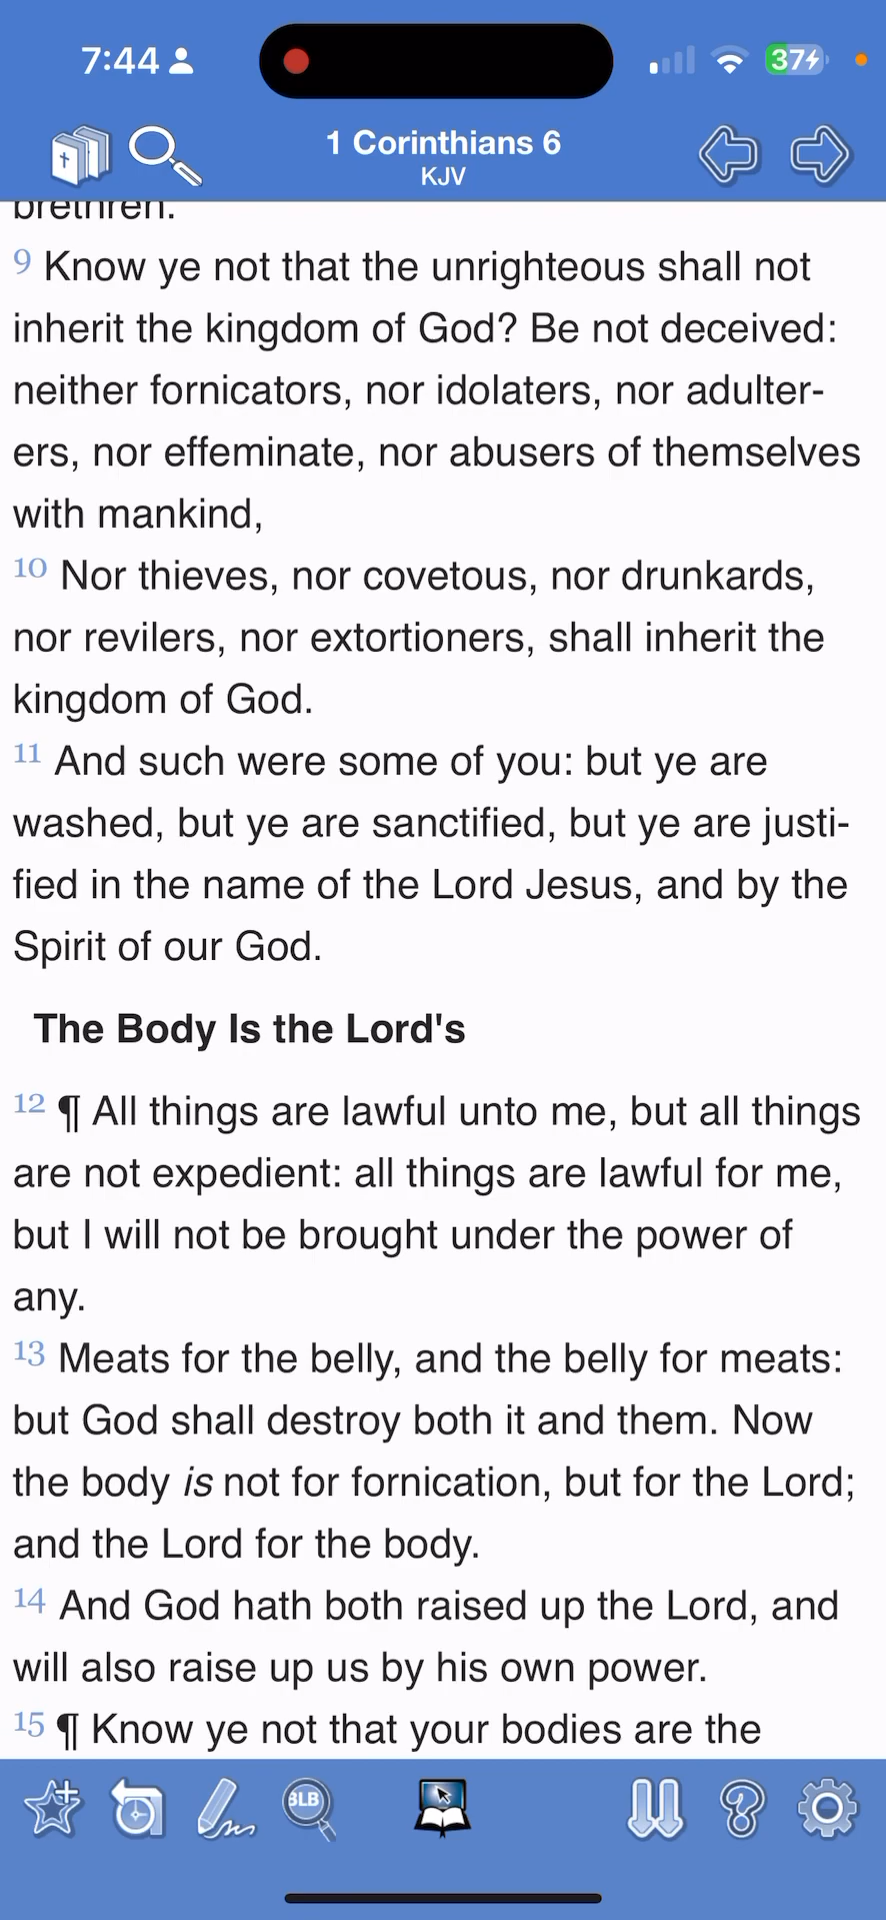 7:44
37
1 Corinthians 6
KJV
brethren.
9 Know ye not that the unrighteous shall not
inherit the kingdom of God? Be not deceived:
neither fornicators, nor idolaters, nor adulter-
ers, nor effeminate, nor abusers of themselves
with mankind,
10 Nor thieves, nor covetous, nor drunkards,
nor revilers, nor extortioners, shall inherit the
kingdom of God.
11 And such were some of you: but ye are
washed, but ye are sanctified, but ye are justi-
fied in the name of the Lord Jesus, and by the
Spirit of our God.
The Body Is the Lord's
12 ¶ All things are lawful unto me, but all things
are not expedient: all things are lawful for me,
but I will not be brought under the power of
any.
13 Meats for the belly, and the belly for meats:
but God shall destroy both it and them. Now
the body is not for fornication, but for the Lord;
and the Lord for the body.
14 And God hath both raised up the Lord, and
will also raise up us by his own power.
15 ¶ Know ye not that your bodies are the
BLB